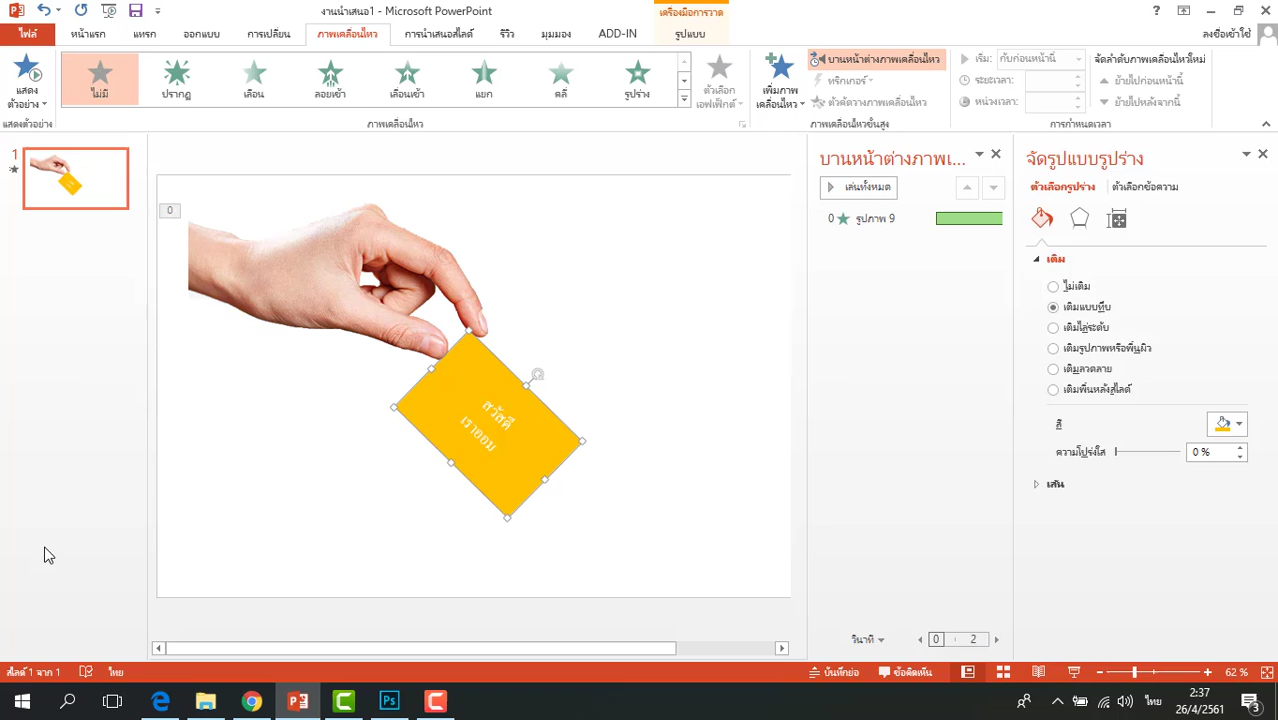 งานนำเสนอ1 - Microsoft PowerPoint
เครื่องมือการวาด
ไฟล์
หน้าแรก
แทรก
ออกแบบ
การเปลี่ยน
ภาพเคลื่อนไหว
การนำเสนอสไลด์
รีวิว
มุมมอง
ADD-IN
รูปแบบ
ลงชื่อเข้าใช้
แสดง
ตัวอย่าง
ไม่มี
ปรากฏ
เลือน
ลอยเข้า
เลื่อนเข้า
แยก
คลี่
รูปร่าง
ตัวเลือก
เอฟเฟ็กต์
เพิ่มภาพ
เคลื่อนไหว
บานหน้าต่างภาพเคลื่อนไหว
ทริกเกอร์
ตัวคัดวางภาพเคลื่อนไหว
เริ่ม:
กับก่อนหน้านี้
ระยะเวลา:
หน่วงเวลา:
จัดลำดับภาพเคลื่อนไหวใหม่
ย้ายไปก่อนหน้านี้
ย้ายไปหลังจากนี้
แสดงตัวอย่าง
ภาพเคลื่อนไหว
ภาพเคลื่อนไหวขั้นสูง
การกำหนดเวลา
1
0
สวัสดี
เราออม
บานหน้าต่างภาพเ...
เล่นทั้งหมด
0 รูปภาพ 9
วินาที
0
2
จัดรูปแบบรูปร่าง
ตัวเลือกรูปร่าง
ตัวเลือกข้อความ
เติม
ไม่เติม
เติมแบบทึบ
เติมไล่ระดับ
เติมรูปภาพหรือพื้นผิว
เติมลวดลาย
เติมพื้นหลังสไลด์
สี
ความโปร่งใส
0 %
เส้น
สไลด์ 1 จาก 1
ไทย
บันทึกย่อ
ข้อคิดเห็น
62 %
Ps
ไทย
2:37
26/4/2561
3